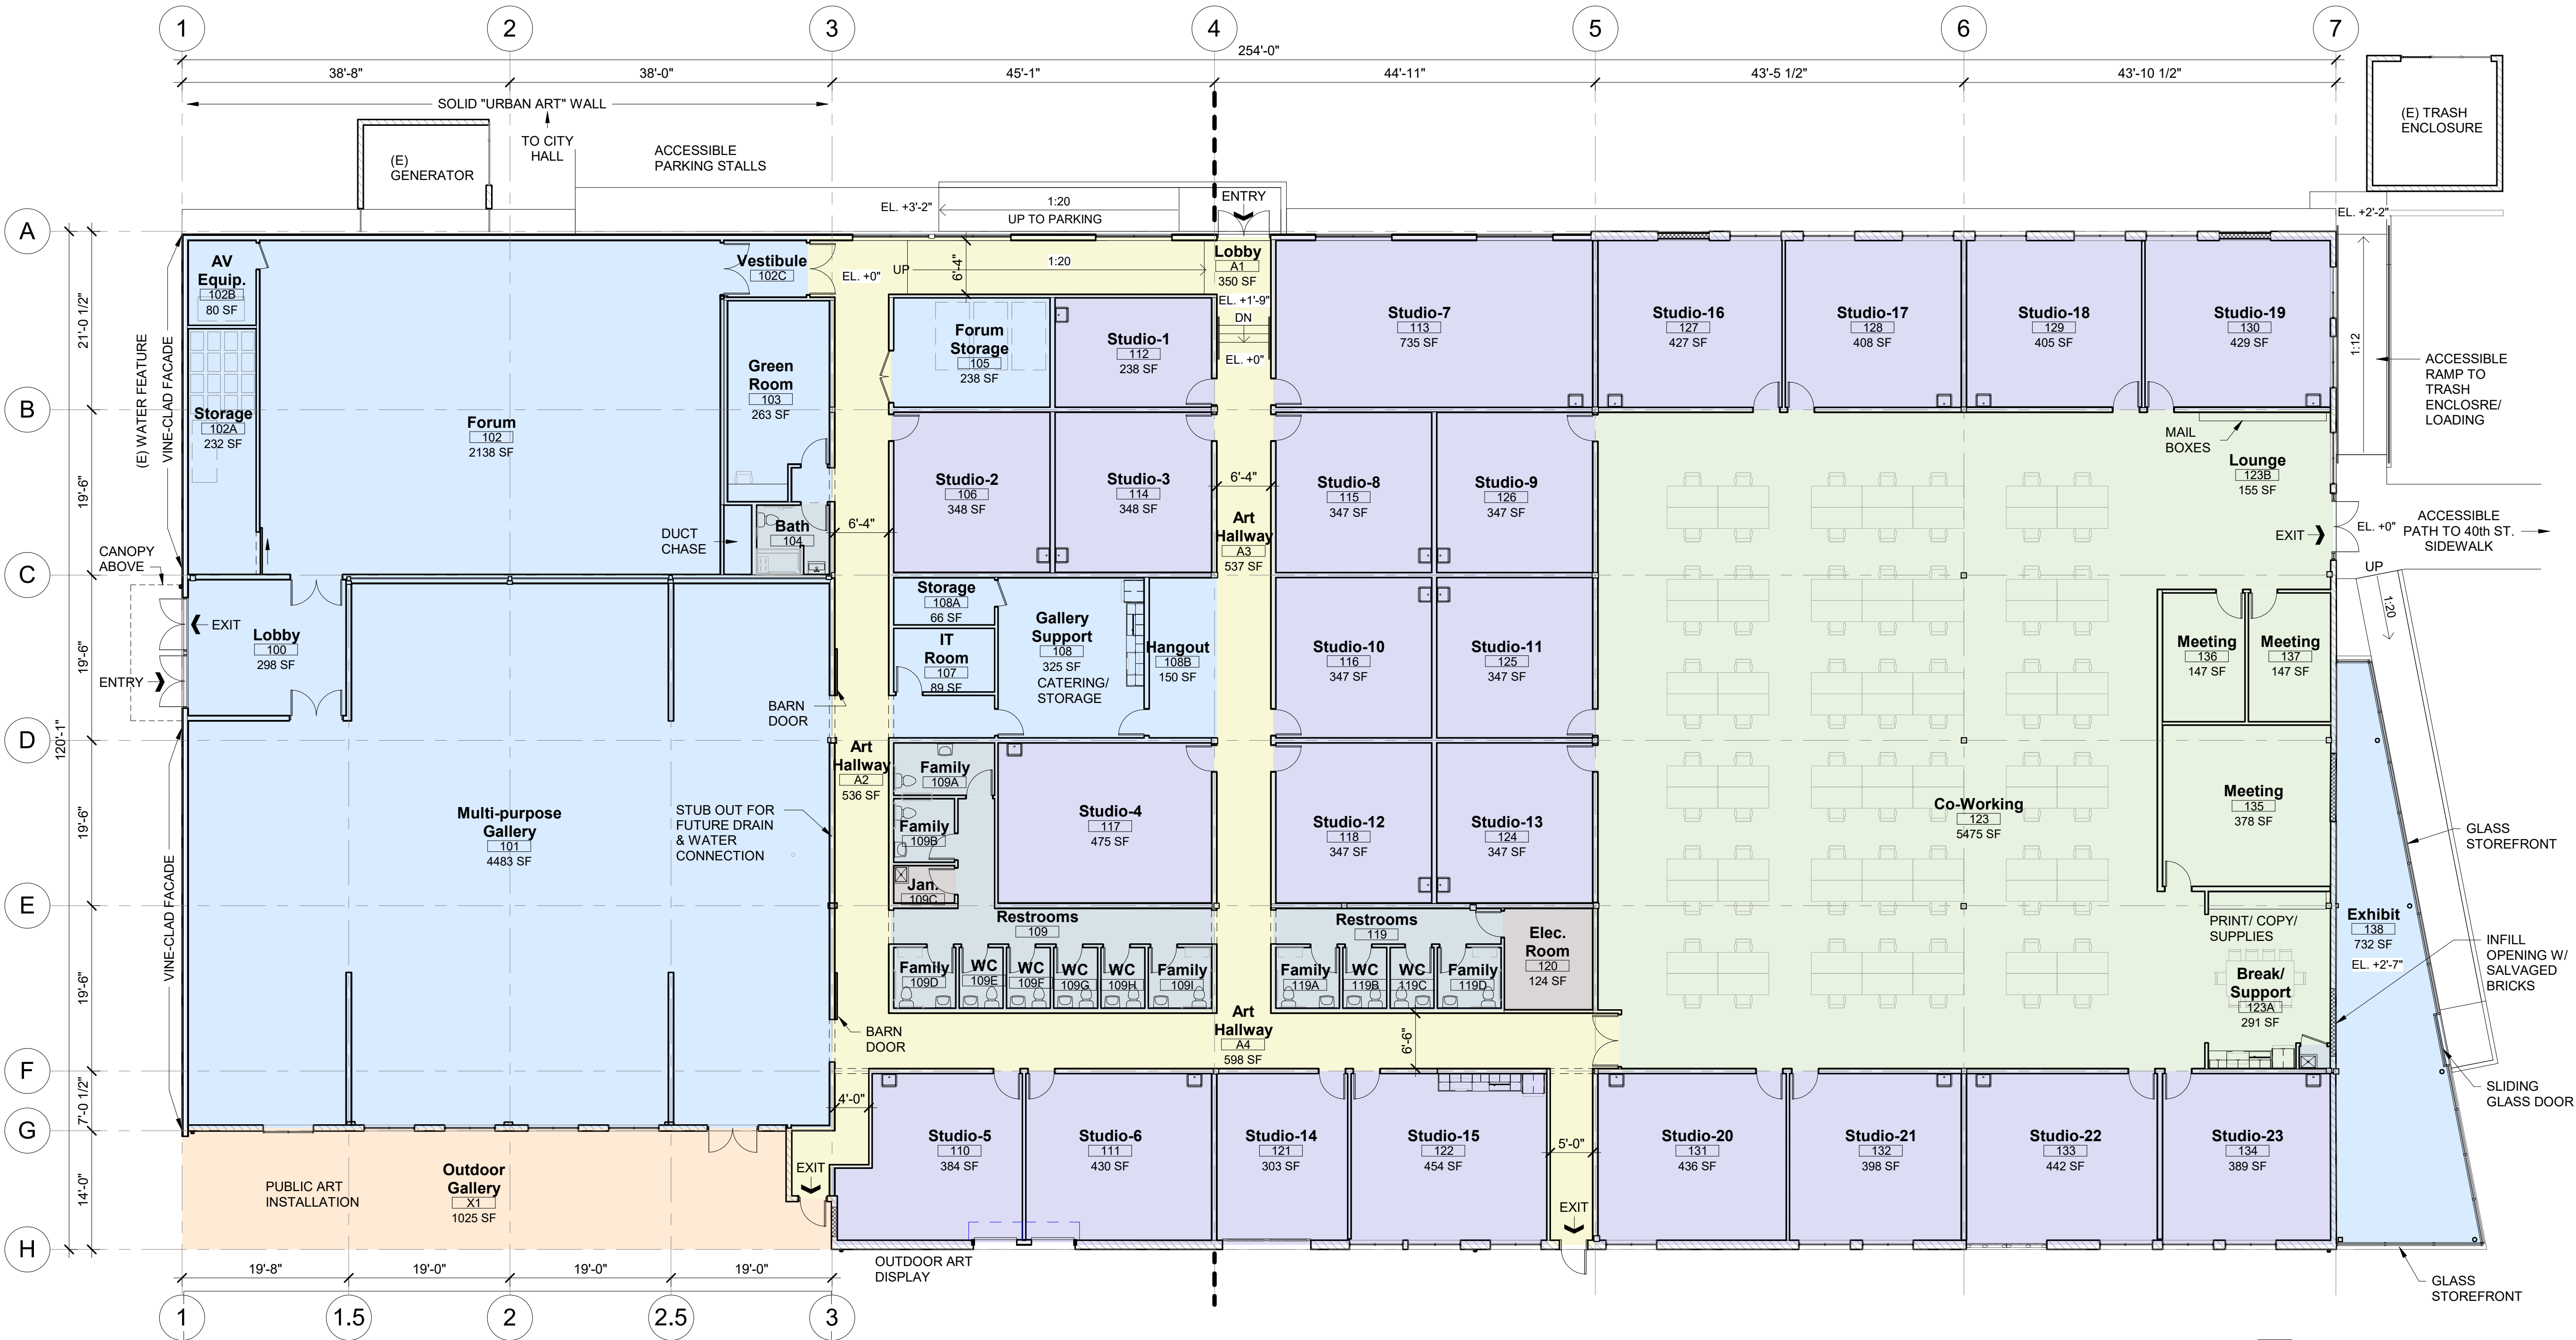 1
2
3
4
5
6
7
254'-0"
38'-8"
38'-0"
45'-1"
44'-11"
43'-5 1/2"
43'-10 1/2"
SOLID "URBAN ART" WALL
TO CITY
HALL
(E)
GENERATOR
ACCESSIBLE
PARKING STALLS
(E) TRASH
ENCLOSURE
EL. +3'-2"
1:20
UP TO PARKING
ENTRY
EL. +2'-2"
A
B
C
D
E
F
G
H
120'-1"
21'-0 1/2"
19'-6"
19'-6"
19'-6"
19'-6"
7'-0 1/2"
14'-0"
(E) WATER FEATURE
VINE-CLAD FACADE
VINE-CLAD FACADE
AV
Equip.
102B
80 SF
Vestibule
102C
EL. +0"
UP
1:20
6'-4"
Lobby
A1
350 SF
EL. +1'-9"
DN
EL. +0"
Storage
102A
232 SF
Forum
102
2138 SF
Green
Room
103
263 SF
Forum
Storage
105
238 SF
Studio-1
112
238 SF
Studio-7
113
735 SF
Studio-16
127
427 SF
Studio-17
128
408 SF
Studio-18
129
405 SF
Studio-19
130
429 SF
1:12
ACCESSIBLE
RAMP TO
TRASH
ENCLOSRE/
LOADING
MAIL
BOXES
Lounge
123B
155 SF
EXIT
EL. +0"
ACCESSIBLE
PATH TO 40th ST.
SIDEWALK
UP
1:20
DUCT
CHASE
Bath
104
6'-4"
Studio-2
106
348 SF
Studio-3
114
348 SF
6'-4"
Art
Hallway
A3
537 SF
Studio-8
115
347 SF
Studio-9
126
347 SF
CANOPY
ABOVE
EXIT
ENTRY
Lobby
100
298 SF
Storage
108A
66 SF
IT
Room
107
89 SF
Gallery
Support
108
325 SF
CATERING/
STORAGE
Hangout
108B
150 SF
Studio-10
116
347 SF
Studio-11
125
347 SF
Meeting
136
147 SF
Meeting
137
147 SF
BARN
DOOR
Art
Hallway
A2
536 SF
Multi-purpose
Gallery
101
4483 SF
STUB OUT FOR
FUTURE DRAIN
& WATER
CONNECTION
Family
109A
Family
109B
Jan.
109C
Studio-4
117
475 SF
Studio-12
118
347 SF
Studio-13
124
347 SF
Co-Working
123
5475 SF
Meeting
135
378 SF
GLASS
STOREFRONT
Restrooms
109
Family
109D
WC
109E
WC
109F
WC
109G
WC
109H
Family
109I
Restrooms
119
Family
119A
WC
119B
WC
119C
Family
119D
Elec.
Room
120
124 SF
PRINT/ COPY/
SUPPLIES
Break/
Support
123A
291 SF
Exhibit
138
732 SF
EL. +2'-7"
INFILL
OPENING W/
SALVAGED
BRICKS
BARN
DOOR
Art
Hallway
A4
598 SF
6'-6"
SLIDING
GLASS DOOR
4'-0"
Studio-5
110
384 SF
Studio-6
111
430 SF
Studio-14
121
303 SF
Studio-15
122
454 SF
5'-0"
EXIT
Studio-20
131
436 SF
Studio-21
132
398 SF
Studio-22
133
442 SF
Studio-23
134
389 SF
PUBLIC ART
INSTALLATION
Outdoor
Gallery
X1
1025 SF
EXIT
OUTDOOR ART
DISPLAY
GLASS
STOREFRONT
19'-8"
19'-0"
19'-0"
19'-0"
1
1.5
2
2.5
3